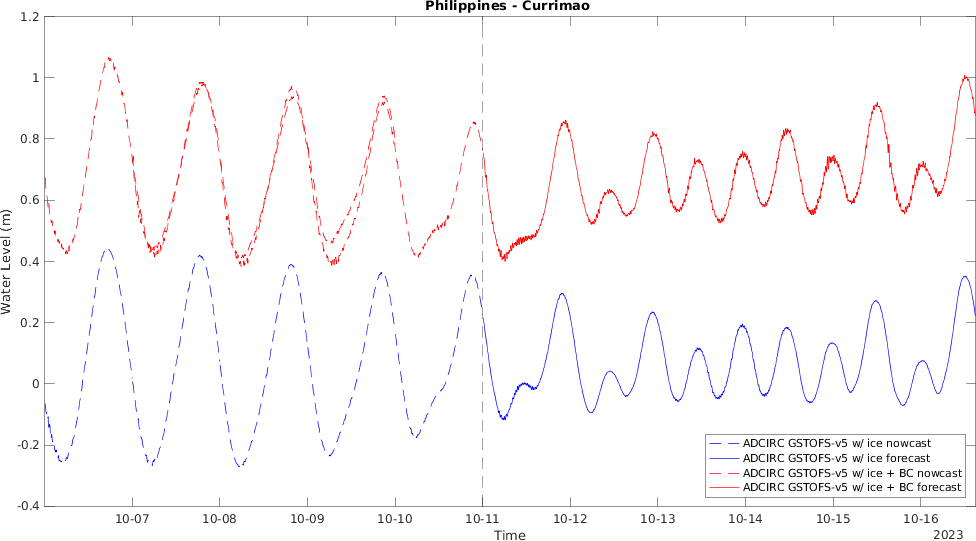 Philippines - Currimao
1.2
1
0.8
0.6
0.4
0.2
0
-0.2
-0.4
Water Level (m)
10-07 10-08 10-09 10-10 10-11 10-12 10-13 10-14 10-15 10-16
Time
2023
ADCIRC GSTOFS-v5 w/ ice nowcast
ADCIRC GSTOFS-v5 w/ ice forecast
ADCIRC GSTOFS-v5 w/ ice + BC nowcast
ADCIRC GSTOFS-v5 w/ ice + BC forecast